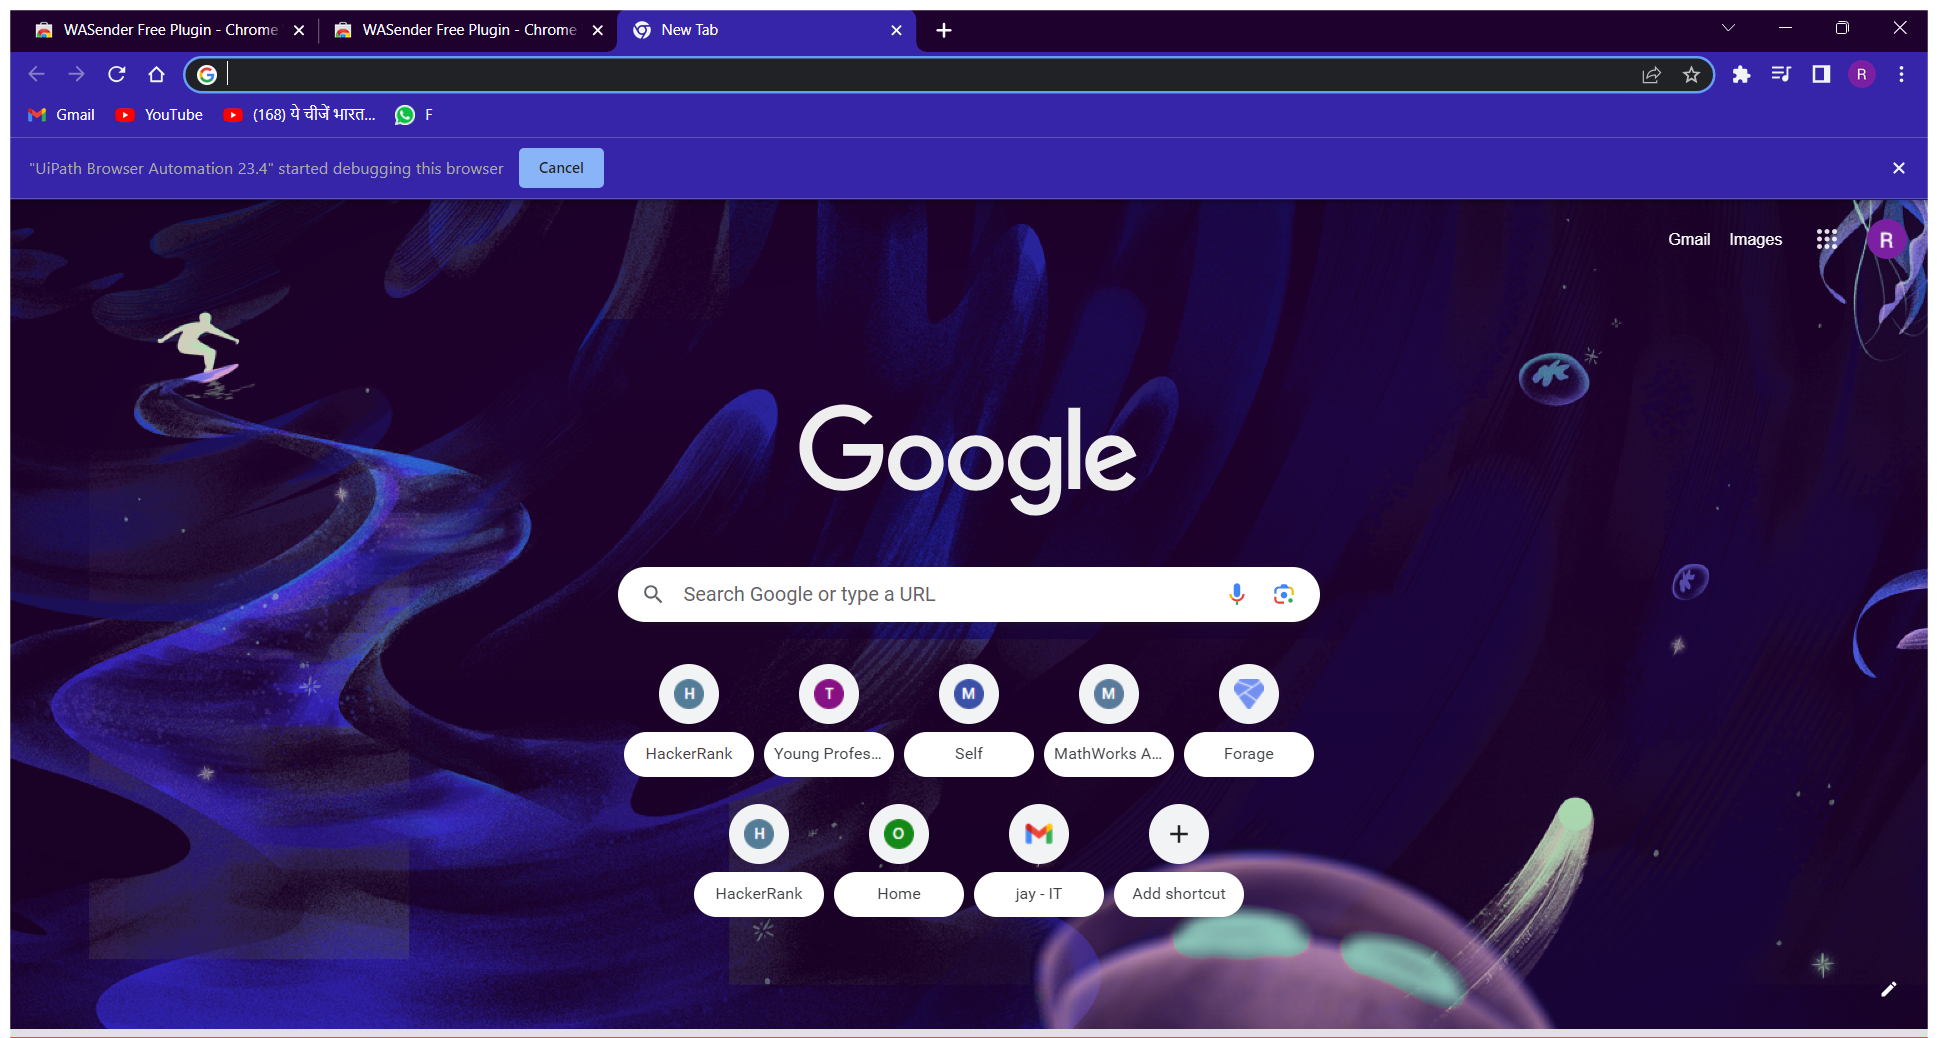 WASender Free Plugin - Chrome
WASender Free Plugin - Chrome
New Tab
R
Gmail
YouTube
(168) ये चीजें भारत...
F
"UiPath Browser Automation 23.4" started debugging this browser
Cancel
Gmail
Images
R
Google
Search Google or type a URL
H
T
M
M
HackerRank
Young Profes...
Self
MathWorks A...
Forage
H
O
HackerRank
Home
jay - IT
Add shortcut